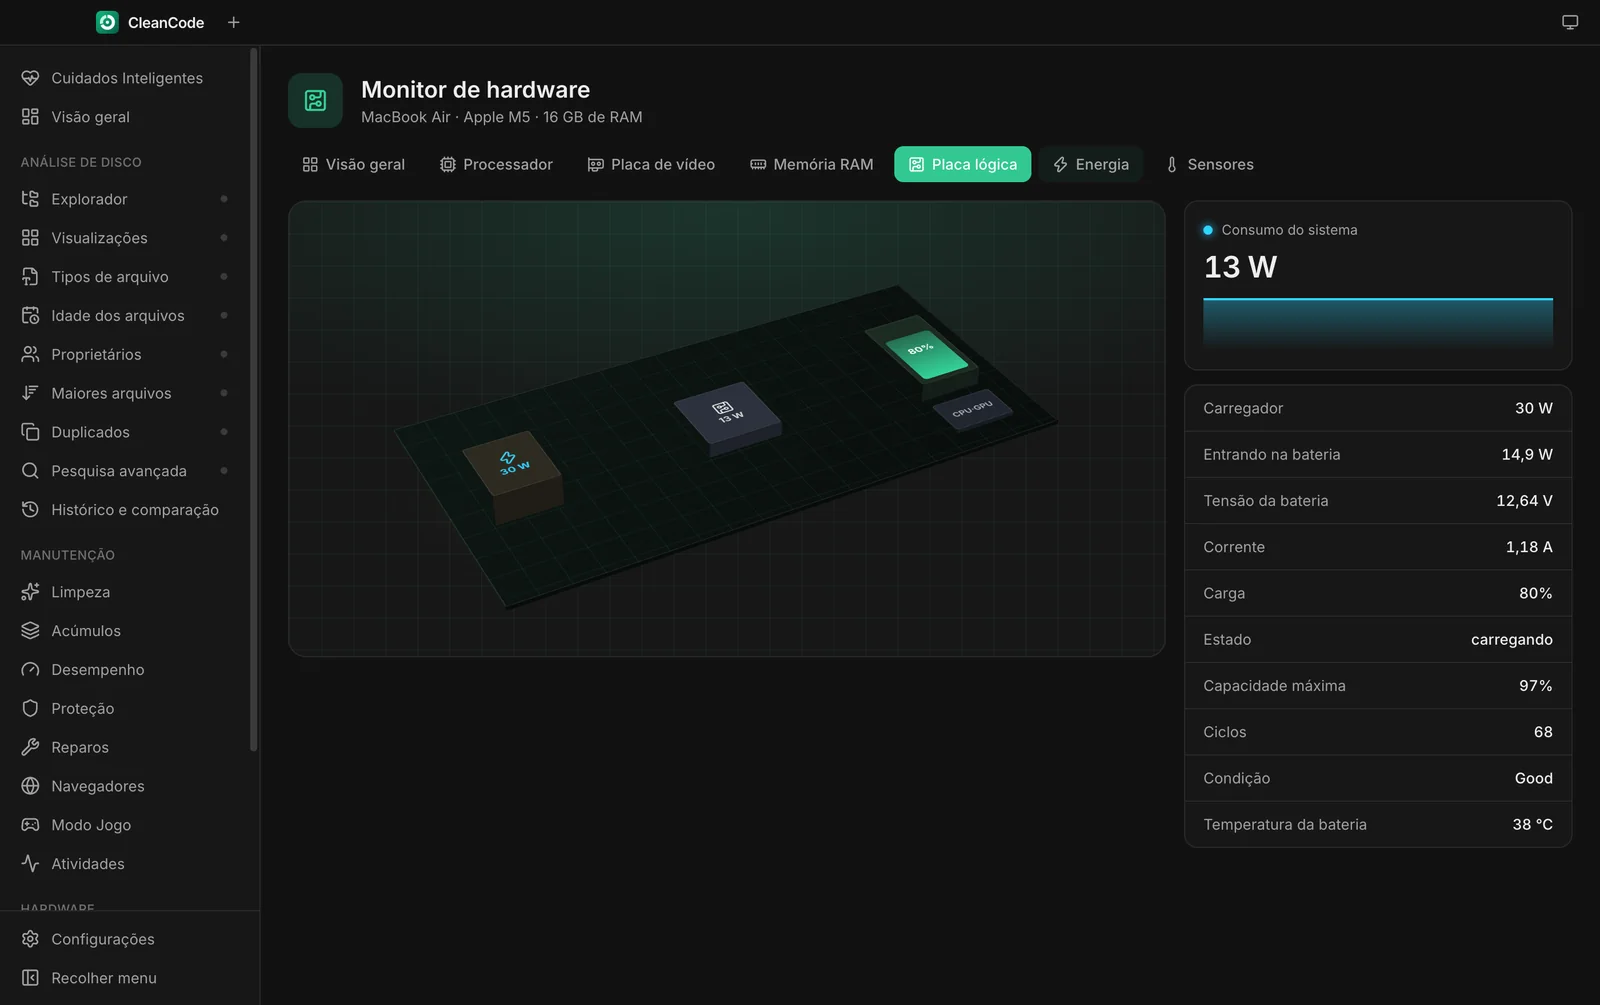 CleanCode
Cuidados Inteligentes
Visão geral
ANÁLISE DE DISCO
Explorador
Visualizações
Tipos de arquivo
Idade dos arquivos
Proprietários
Maiores arquivos
Duplicados
Pesquisa avançada
Histórico e comparação
MANUTENÇÃO
Limpeza
Acúmulos
Desempenho
Proteção
Reparos
Navegadores
Modo Jogo
Atividades
HARDWARE
Configurações
Recolher menu
Monitor de hardware
MacBook Air · Apple M5 · 16 GB de RAM
Visão geral Processador Placa de vídeo Memória RAM Placa lógica Energia Sensores
80%
CPU·GPU
13 W
30 W
Consumo do sistema
13 W
Carregador 30 W
Entrando na bateria 14,9 W
Tensão da bateria 12,64 V
Corrente 1,18 A
Carga 80%
Estado carregando
Capacidade máxima 97%
Ciclos 68
Condição Good
Temperatura da bateria 38 °C